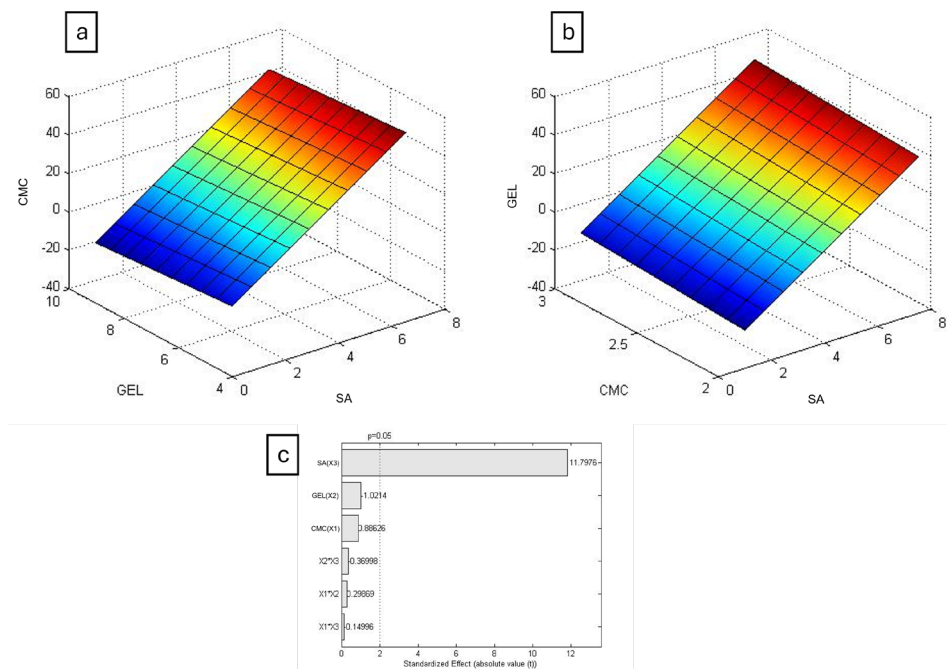 a
60
40
20
0
-20
-40
CMC
10
8
6
4
GEL
0
2
4
6
8
SA
b
60
40
20
0
-20
-40
GEL
3
2.5
2
CMC
0
2
4
6
8
SA
c
p=0.05
SA(X3)
11.7976
GEL(X2)
-1.0214
CMC(X1)
0.88626
X2*X3
-0.36998
X1*X2
0.29869
X1*X3
-0.14996
0 2 4 6 8 10 12
Standardized Effect (absolute value (t))